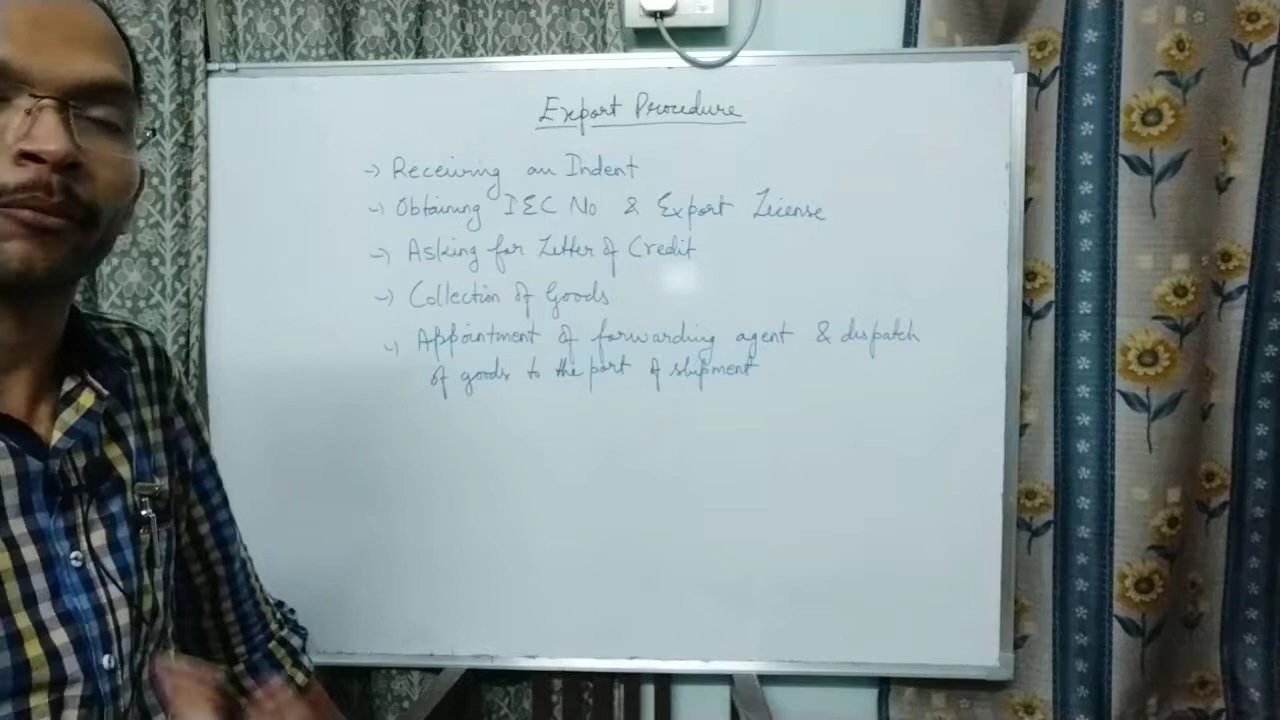 Export Procedure
→ Receiving an Indent
→ Obtaining IEC No. & Export License
→ Asking for Letter of Credit
→ Collection of Goods
→ Appointment of forwarding agent & dispatch
of goods to the port of shipment